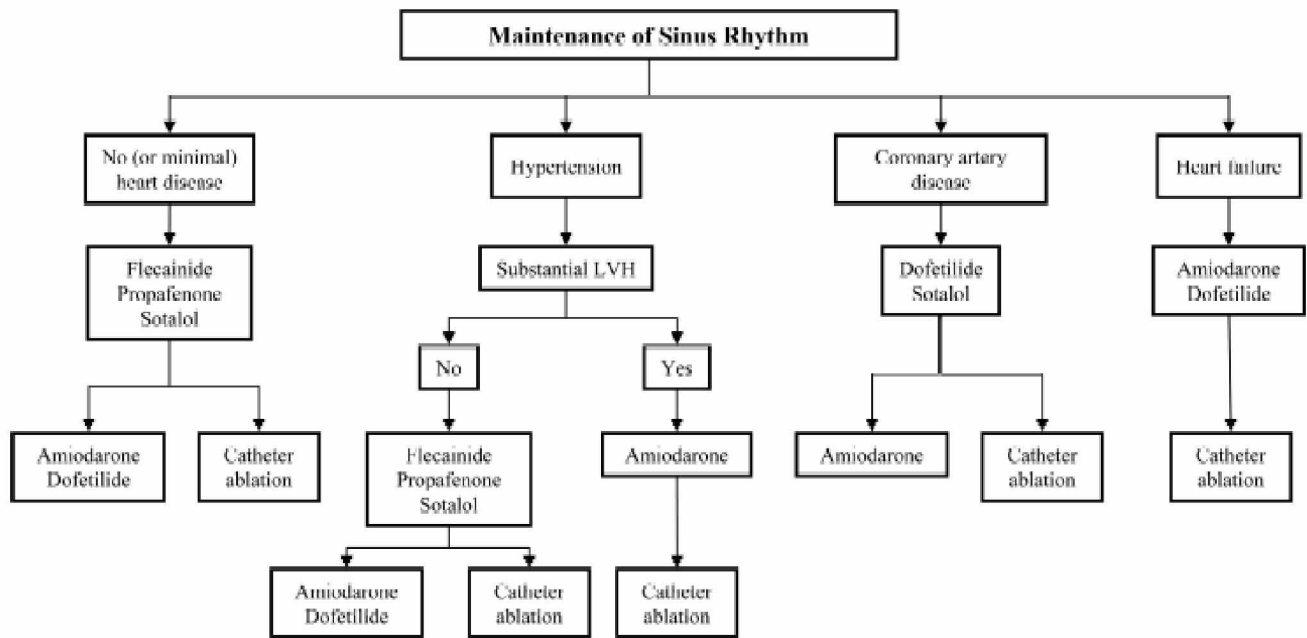 Maintenance of Sinus Rhythm
No (or minimal)
heart disease
Hypertension
Coronary artery
disease
Heart failure
Flecainide
Propafenone
Sotalol
Substantial LVH
Dofetilide
Sotalol
Amiodarone
Dofetilide
No
Yes
Amiodarone
Dofetilide
Catheter
ablation
Flecainide
Propafenone
Sotalol
Amiodarone
Amiodarone
Catheter
ablation
Catheter
ablation
Amiodarone
Dofetilide
Catheter
ablation
Catheter
ablation